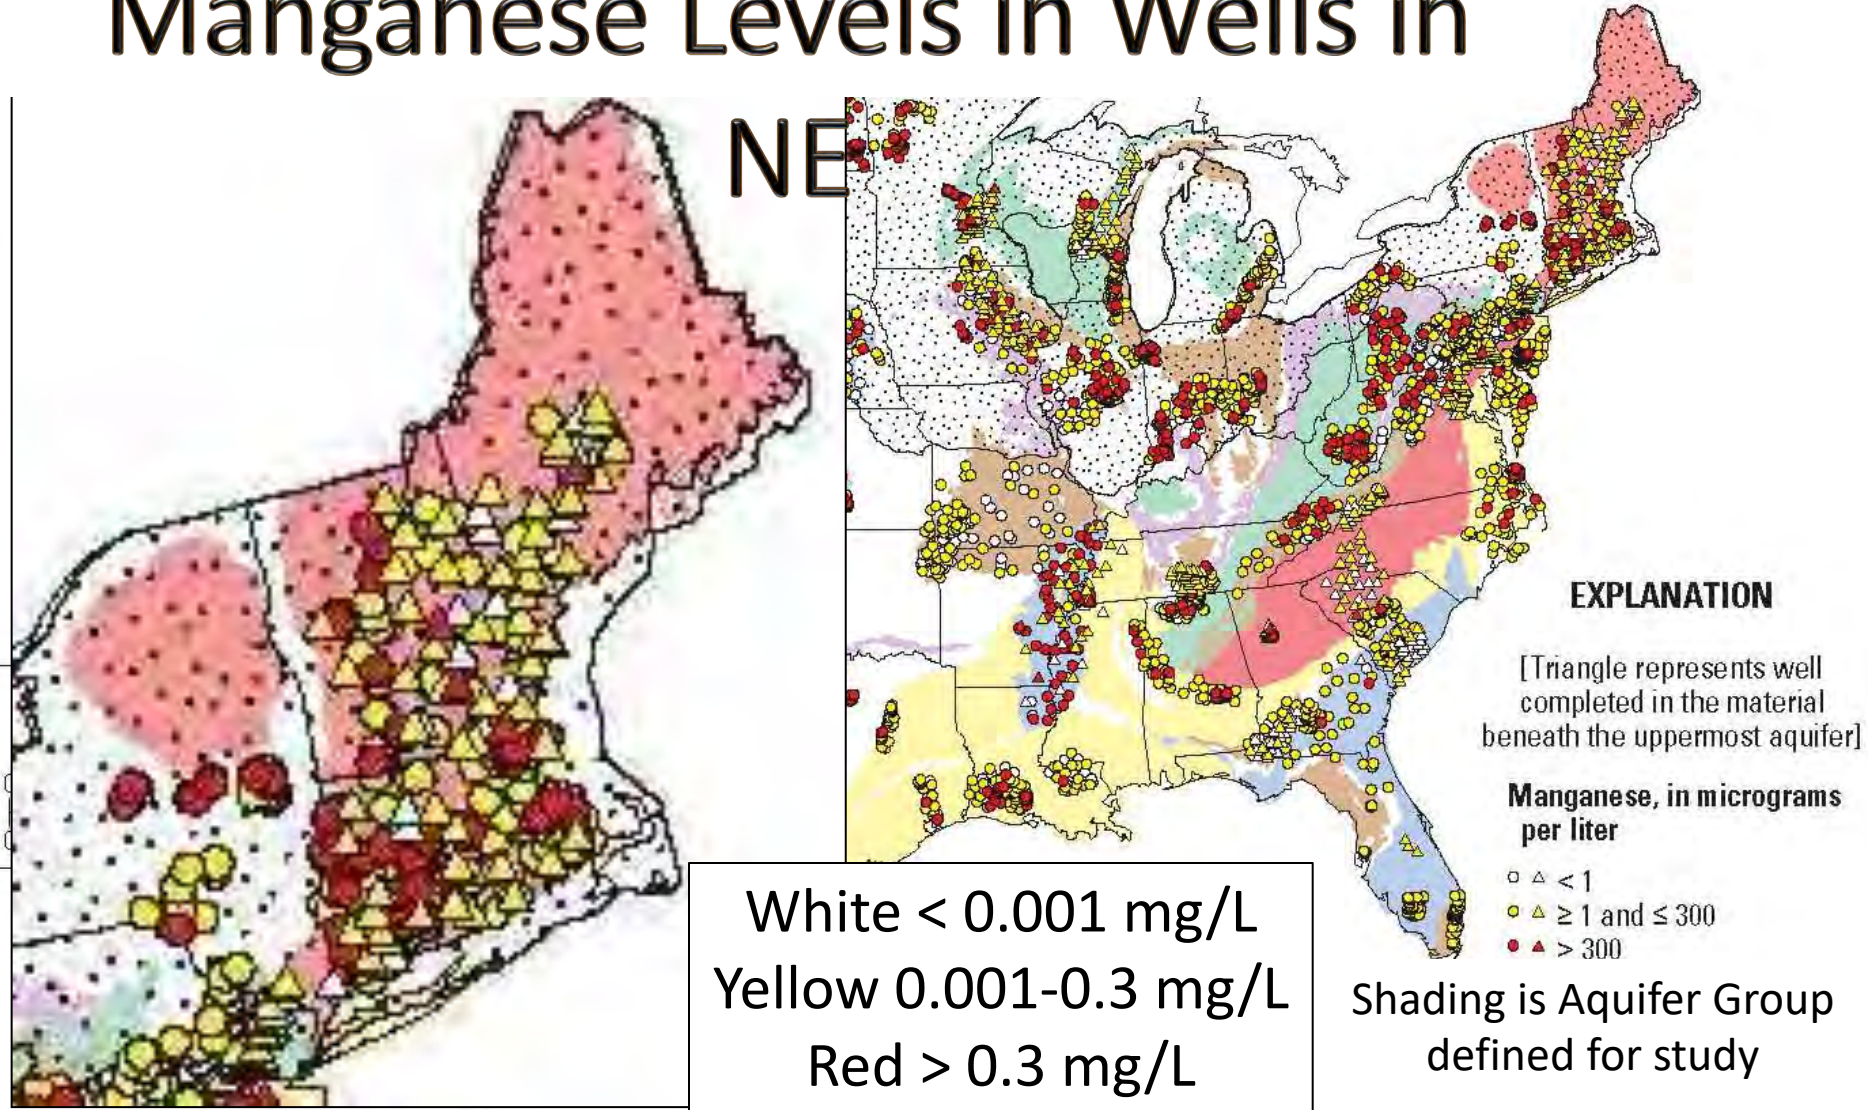 Manganese Levels in Wells in
NE
EXPLANATION
[Triangle represents well
completed in the material
beneath the uppermost aquifer]
Manganese, in micrograms
per liter
< 1
≥ 1 and ≤ 300
> 300
White < 0.001 mg/L
Yellow 0.001-0.3 mg/L
Red > 0.3 mg/L
Shading is Aquifer Group
defined for study